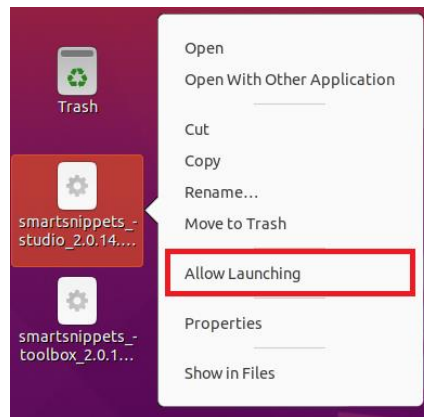 Trash
smartsnippets_-
studio_2.0.14....
smartsnippets_-
toolbox_2.0.1...
Open
Open With Other Application
Cut
Copy
Rename...
Move to Trash
Allow Launching
Properties
Show in Files